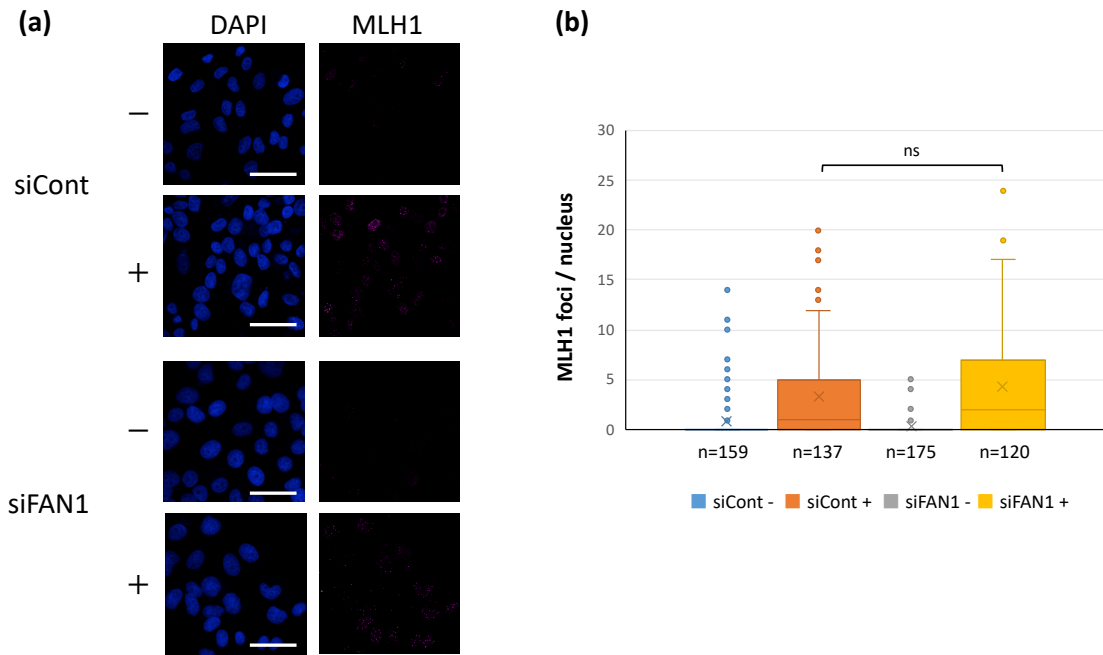 (a)
DAPI MLH1
−
siCont
+
−
siFAN1
+
(b)
MLH1 foci / nucleus
30
25
20
15
10
5
0
ns
n=159 n=137 n=175 n=120
siCont - siCont + siFAN1 - siFAN1 +